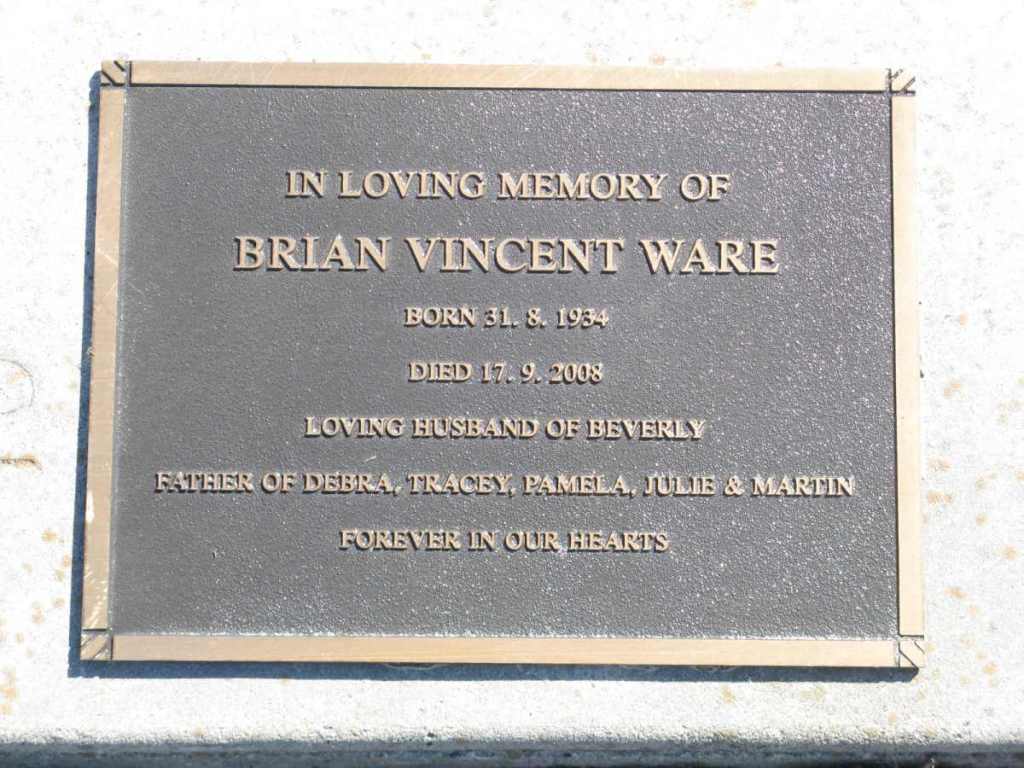 IN LOVING MEMORY OF
BRIAN VINCENT WARE
BORN 31. 8. 1934
DIED 17. 9. 2008
LOVING HUSBAND OF BEVERLY
FATHER OF DEBRA, TRACEY, PAMELA, JULIE & MARTIN
FOREVER IN OUR HEARTS